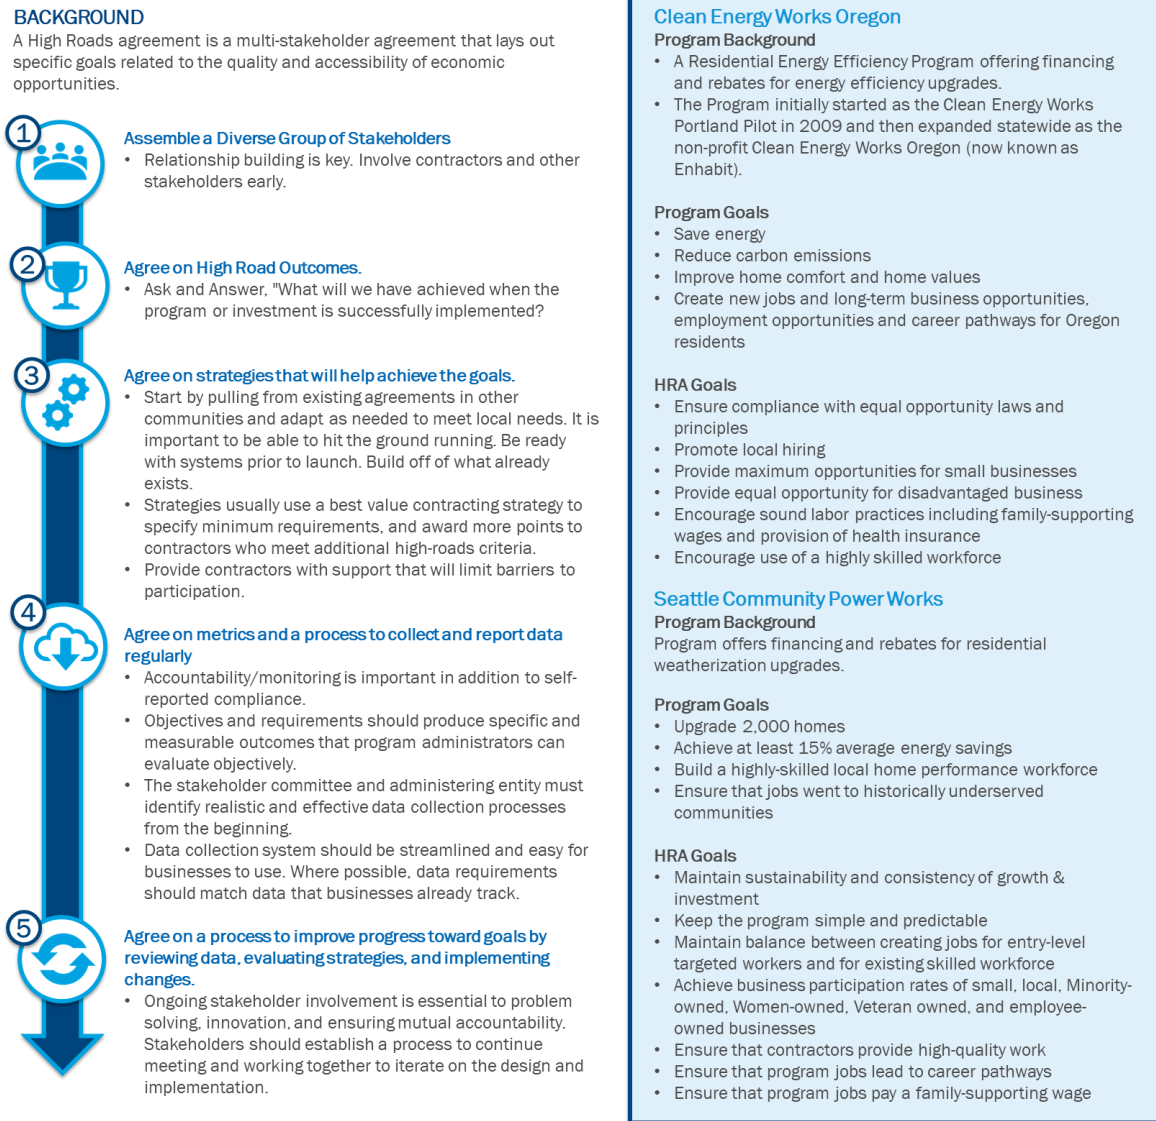 BACKGROUND
A High Roads agreement is a multi-stakeholder agreement that lays out
specific goals related to the quality and accessibility of economic
opportunities.
1
Assemble a Diverse Group of Stakeholders
• Relationship building is key. Involve contractors and other
stakeholders early.
2
Agree on High Road Outcomes.
• Ask and Answer, "What will we have achieved when the
program or investment is successfully implemented?
3
Agree on strategies that will help achieve the goals.
• Start by pulling from existing agreements in other
communities and adapt as needed to meet local needs. It is
important to be able to hit the ground running. Be ready
with systems prior to launch. Build off of what already
exists.
• Strategies usually use a best value contracting strategy to
specify minimum requirements, and award more points to
contractors who meet additional high-roads criteria.
• Provide contractors with support that will limit barriers to
participation.
4
Agree on metrics and a process to collect and report data
regularly
• Accountability/monitoring is important in addition to self-
reported compliance.
• Objectives and requirements should produce specific and
measurable outcomes that program administrators can
evaluate objectively.
• The stakeholder committee and administering entity must
identify realistic and effective data collection processes
from the beginning.
• Data collection system should be streamlined and easy for
businesses to use. Where possible, data requirements
should match data that businesses already track.
5
Agree on a process to improve progress toward goals by
reviewing data, evaluating strategies, and implementing
changes.
• Ongoing stakeholder involvement is essential to problem
solving, innovation, and ensuring mutual accountability.
Stakeholders should establish a process to continue
meeting and working together to iterate on the design and
implementation.
Clean Energy Works Oregon
Program Background
• A Residential Energy Efficiency Program offering financing
and rebates for energy efficiency upgrades.
• The Program initially started as the Clean Energy Works
Portland Pilot in 2009 and then expanded statewide as the
non-profit Clean Energy Works Oregon (now known as
Enhabit).
Program Goals
• Save energy
• Reduce carbon emissions
• Improve home comfort and home values
• Create new jobs and long-term business opportunities,
employment opportunities and career pathways for Oregon
residents
HRA Goals
• Ensure compliance with equal opportunity laws and
principles
• Promote local hiring
• Provide maximum opportunities for small businesses
• Provide equal opportunity for disadvantaged business
• Encourage sound labor practices including family-supporting
wages and provision of health insurance
• Encourage use of a highly skilled workforce
Seattle Community Power Works
Program Background
Program offers financing and rebates for residential
weatherization upgrades.
Program Goals
• Upgrade 2,000 homes
• Achieve at least 15% average energy savings
• Build a highly-skilled local home performance workforce
• Ensure that jobs went to historically underserved
communities
HRA Goals
• Maintain sustainability and consistency of growth &
investment
• Keep the program simple and predictable
• Maintain balance between creating jobs for entry-level
targeted workers and for existing skilled workforce
• Achieve business participation rates of small, local, Minority-
owned, Women-owned, Veteran owned, and employee-
owned businesses
• Ensure that contractors provide high-quality work
• Ensure that program jobs lead to career pathways
• Ensure that program jobs pay a family-supporting wage